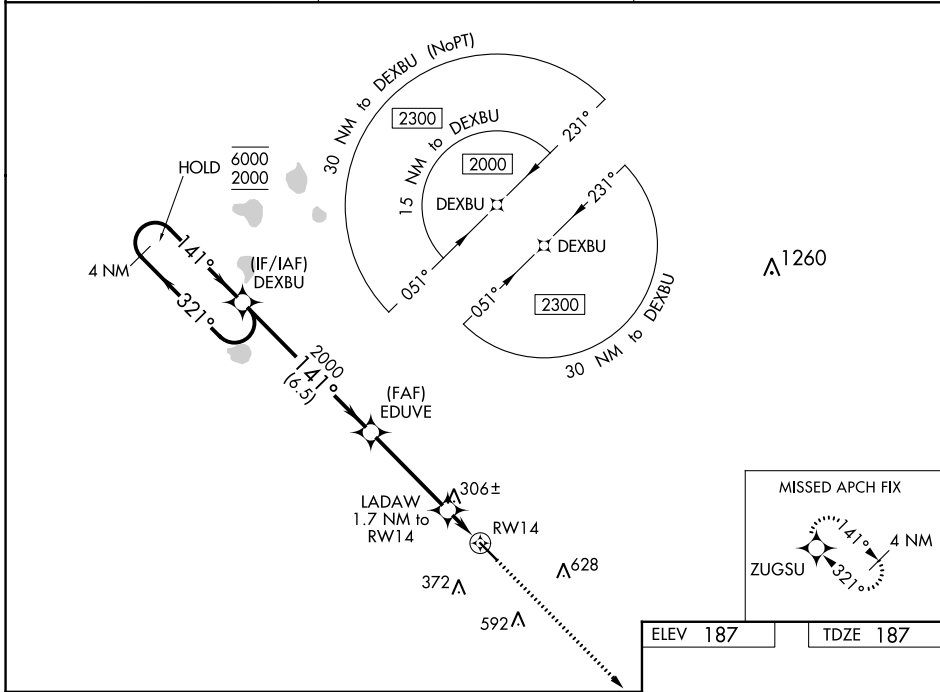 30 NM to DEXBU (NoPT)
2300
15 NM to DEXBU
2000
231°
DEXBU
051°
HOLD 6000
2000
4 NM
141°
321°
(IF/IAF)
DEXBU
231°
DEXBU
051°
2300
30 NM to DEXBU
1260
2000
141°
(6.5)
(FAF)
EDUVE
LADAW
1.7 NM to
RW14
306±
RW14
628
372
592
MISSED APCH FIX
141°
4 NM
ZUGSU
321°
ELEV 187
TDZE 187